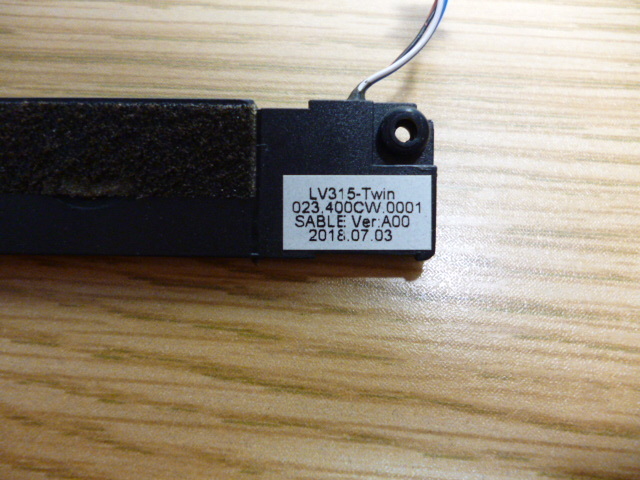 LV315-Twin
023.400CW.0001
SABLE Ver:A00
2018.07.03